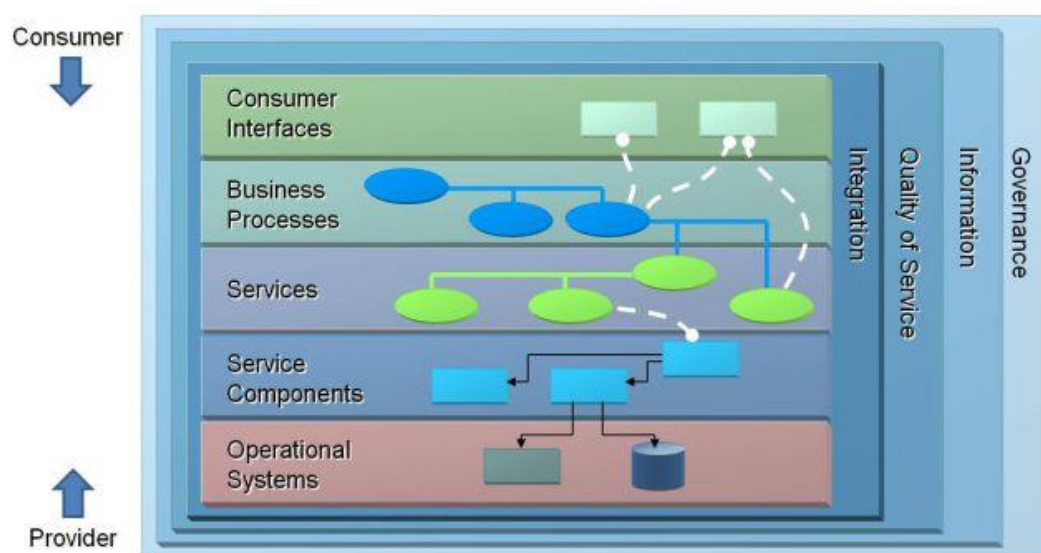 Consumer
Consumer
Interfaces
Business
Processes
Services
Service
Components
Operational
Systems
Integration
Quality of Service
Information
Governance
Provider